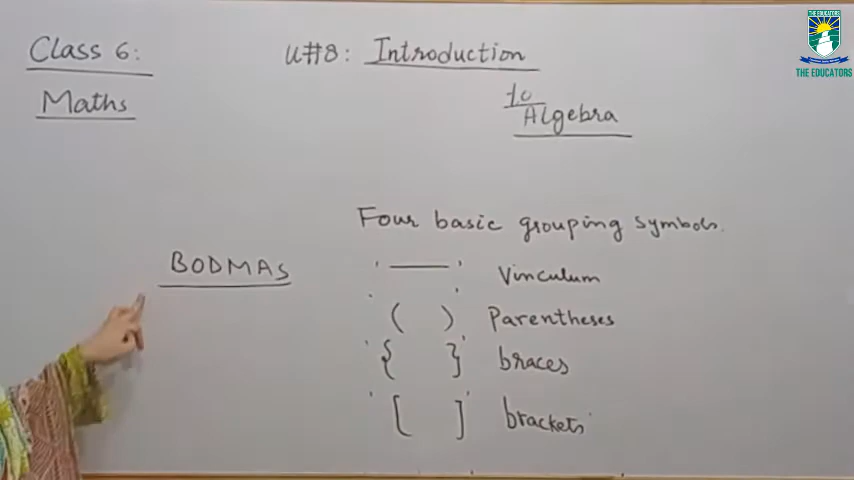 Class 6:
Maths
U#8: Introduction
to
Algebra
THE EDUCATORS
Four basic grouping symbols.
BODMAS
' —— ' Vinculum
' ( ) ' Parentheses
' { } ' braces
' [ ] ' brackets